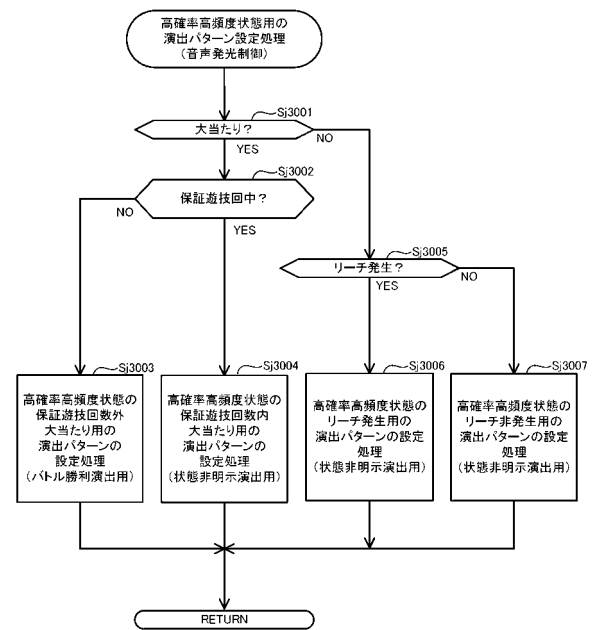 高確率高頻度状態用の
演出パターン設定処理
(音声発光制御)
Sj3001
大当たり?
NO
YES
Sj3002
保証遊技回中?
NO
YES
Sj3005
リーチ発生?
YES
NO
Sj3003
高確率高頻度状態の
保証遊技回数外
大当たり用の
演出パターンの
設定処理
(バトル勝利演出用)
Sj3004
高確率高頻度状態の
保証遊技回数内
大当たり用の
演出パターンの
設定処理
(状態非明示演出用)
Sj3006
高確率高頻度状態の
リーチ発生用の
演出パターンの設定
処理
(状態非明示演出用)
Sj3007
高確率高頻度状態の
リーチ非発生用の
演出パターンの設定
処理
(状態非明示演出用)
RETURN